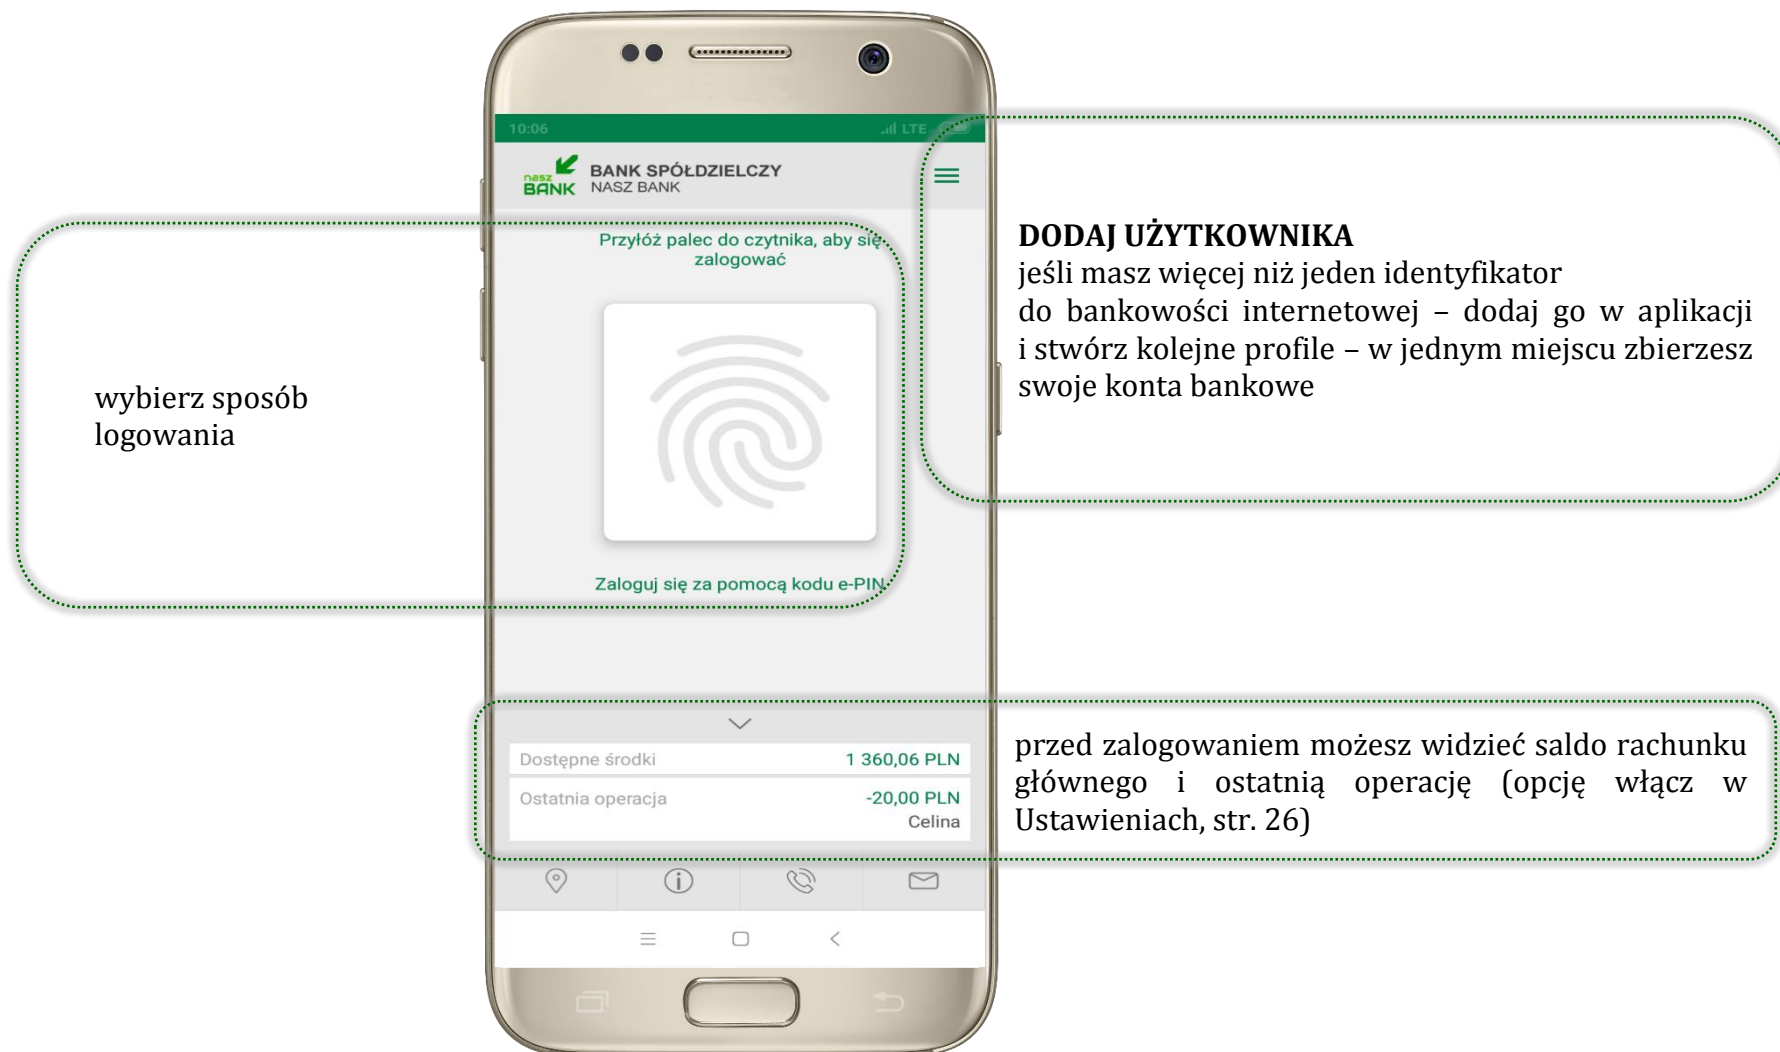 10:06
LTE
nasz
BANK
BANK SPÓŁDZIELCZY
NASZ BANK
Przyłóż palec do czytnika, aby się
zalogować
Zaloguj się za pomocą kodu e-PIN
wybierz sposób
logowania
DODAJ UŻYTKOWNIKA
jeśli masz więcej niż jeden identyfikator
do bankowości internetowej – dodaj go w aplikacji
i stwórz kolejne profile – w jednym miejscu zbierzesz
swoje konta bankowe
Dostępne środki 1 360,06 PLN
Ostatnia operacja -20,00 PLN
Celina
przed zalogowaniem możesz widzieć saldo rachunku
głównego i ostatnią operację (opcję włącz w
Ustawieniach, str. 26)